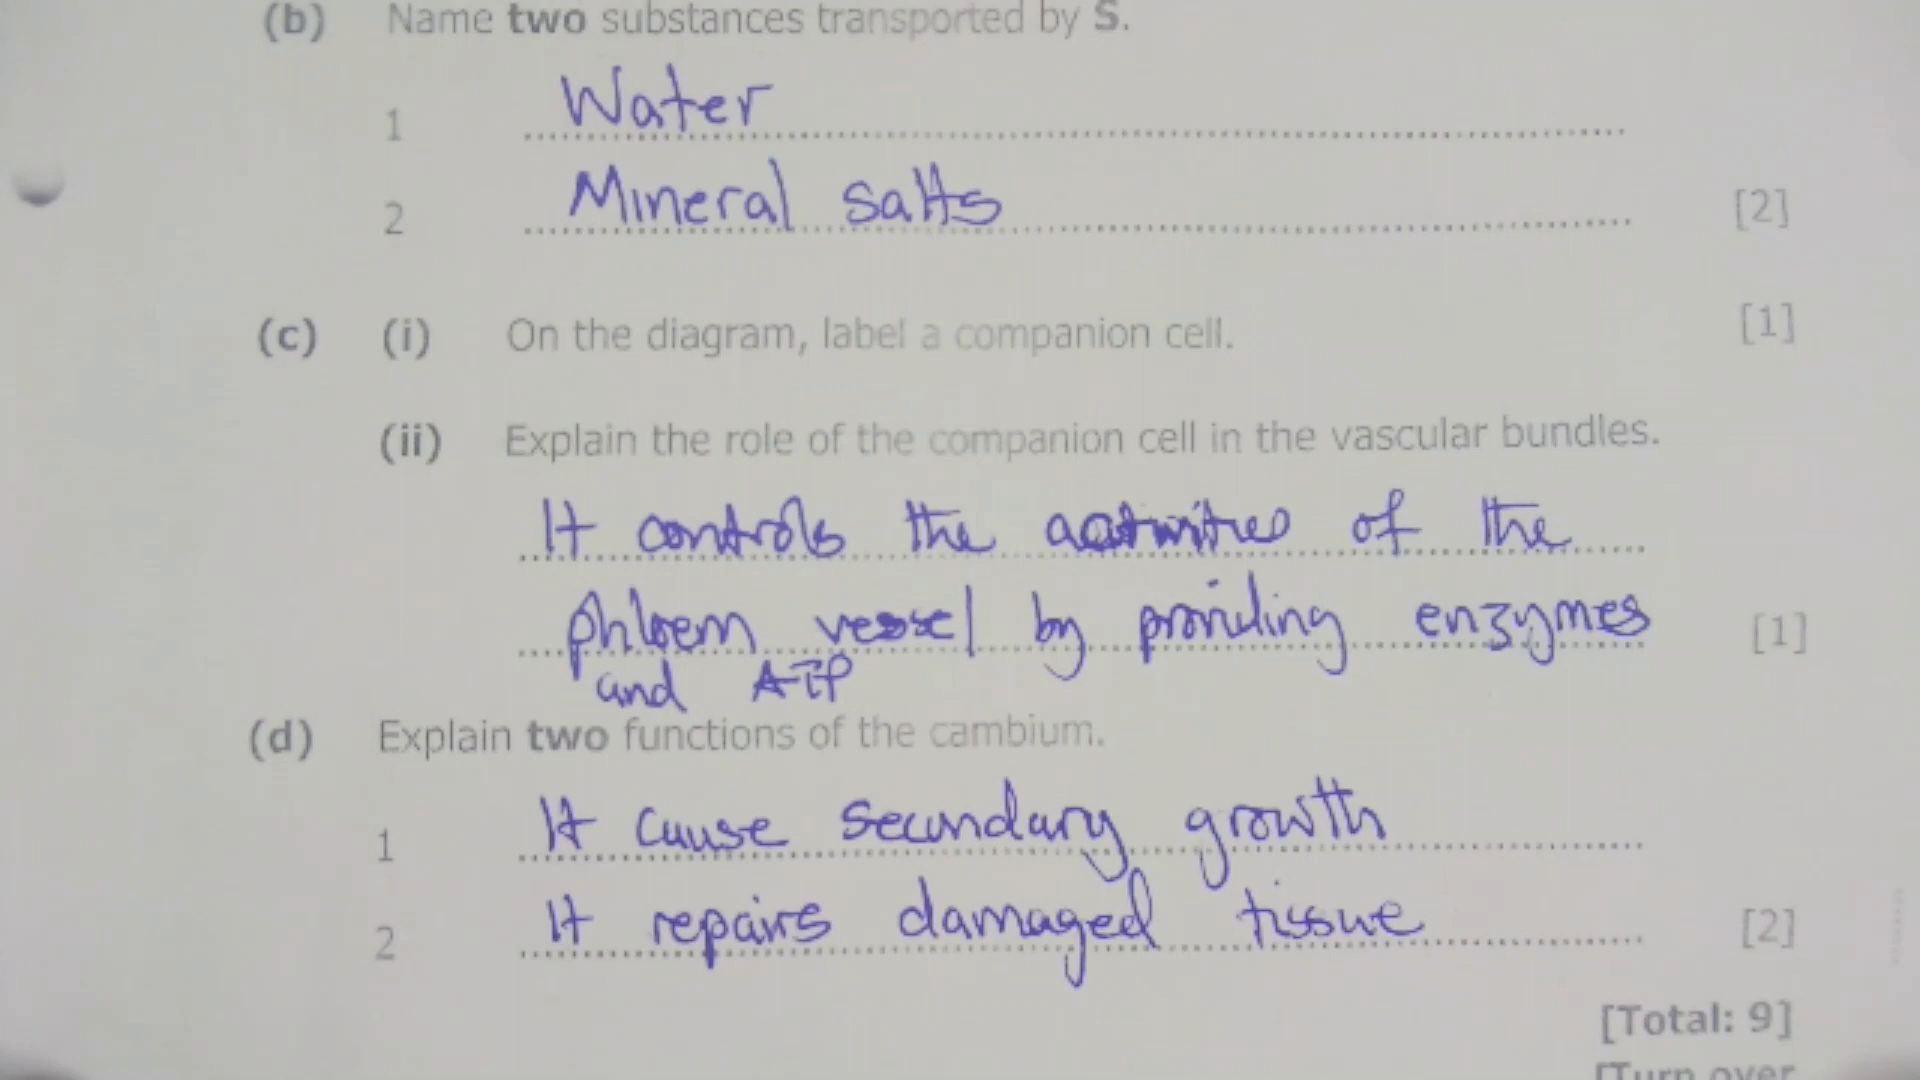 (b) Name two substances transported by S.
1 Water
2 Mineral salts [2]
(c) (i) On the diagram, label a companion cell. [1]
(ii) Explain the role of the companion cell in the vascular bundles.
It controls the activities of the
phloem vessel by providing enzymes [1]
and ATP
(d) Explain two functions of the cambium.
1 It cause secondary growth
2 It repairs damaged tissue [2]
[Total: 9]
[Turn over